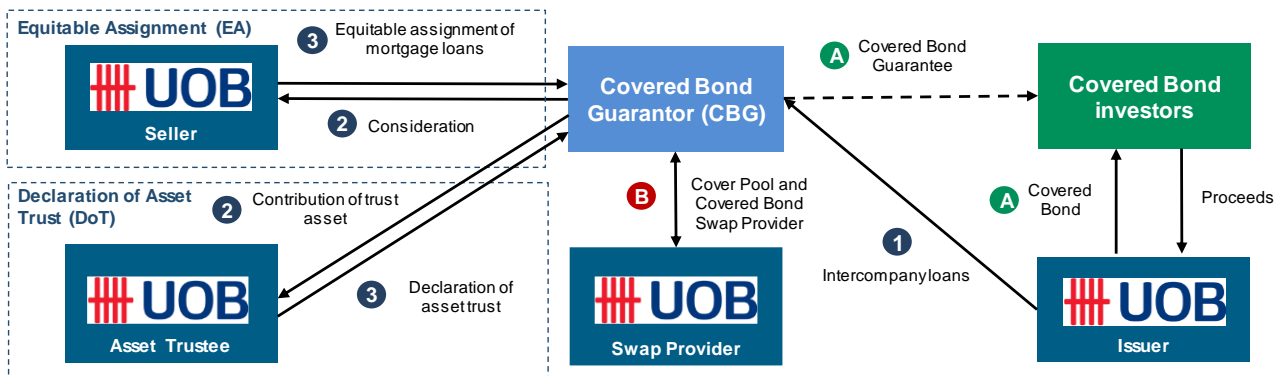 Equitable Assignment (EA)
UOB
Seller
3
Equitable assignment of
mortgage loans
2
Consideration
Declaration of Asset
Trust (DoT)
2
Contribution of trust
asset
UOB
Asset Trustee
3
Declaration of
asset trust
Covered Bond
Guarantor (CBG)
B
Cover Pool and
Covered Bond
Swap Provider
UOB
Swap Provider
A
Covered Bond
Guarantee
1
Intercompany loans
Covered Bond
investors
A
Covered
Bond
Proceeds
UOB
Issuer